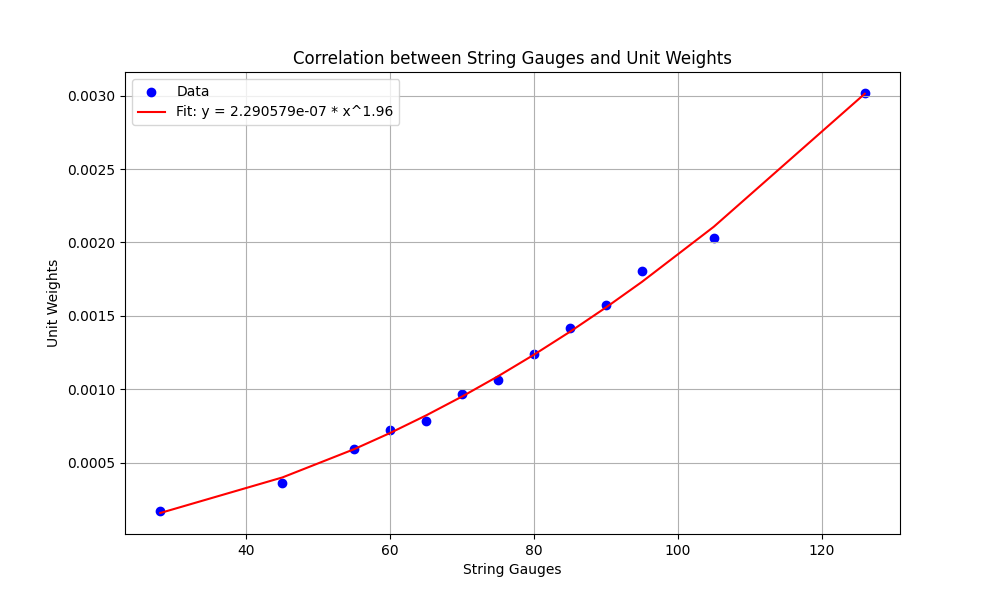 Correlation between String Gauges and Unit Weights
Data
Fit: y = 2.290579e-07 * x^1.96
0.0030
0.0025
0.0020
0.0015
0.0010
0.0005
Unit Weights
40
60
80
100
120
String Gauges